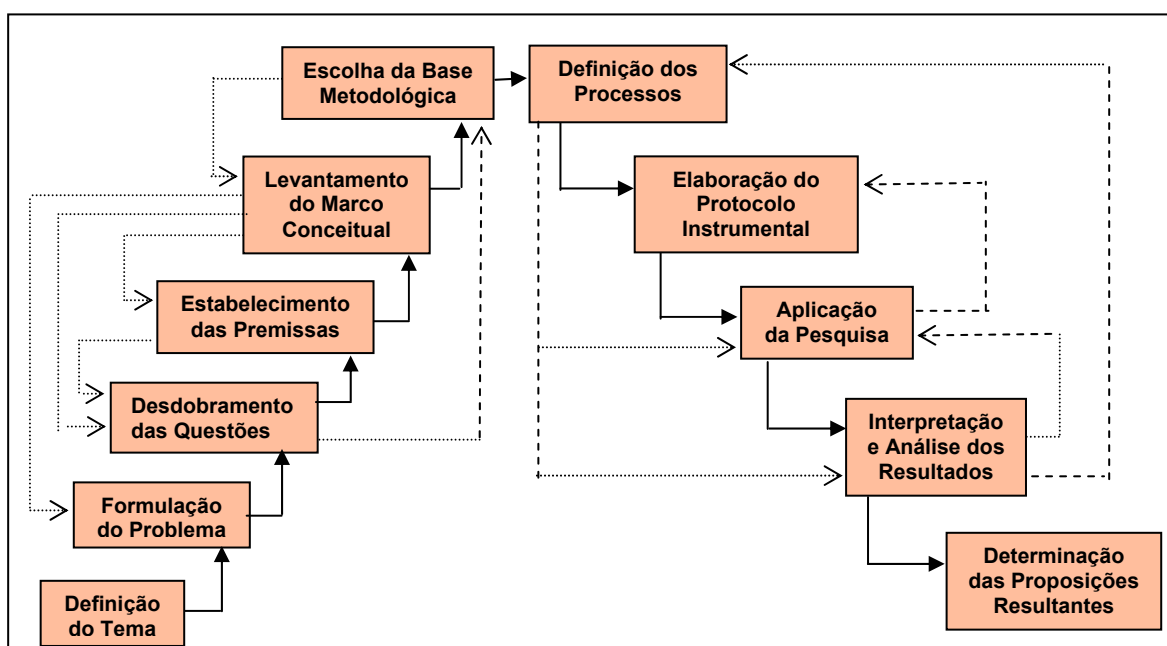 Escolha da Base
Metodológica
Definição dos
Processos
Levantamento
do Marco
Conceitual
Elaboração do
Protocolo
Instrumental
Estabelecimento
das Premissas
Aplicação
da Pesquisa
Desdobramento
das Questões
Interpretação
e Análise dos
Resultados
Formulação
do Problema
Determinação
das Proposições
Resultantes
Definição
do Tema